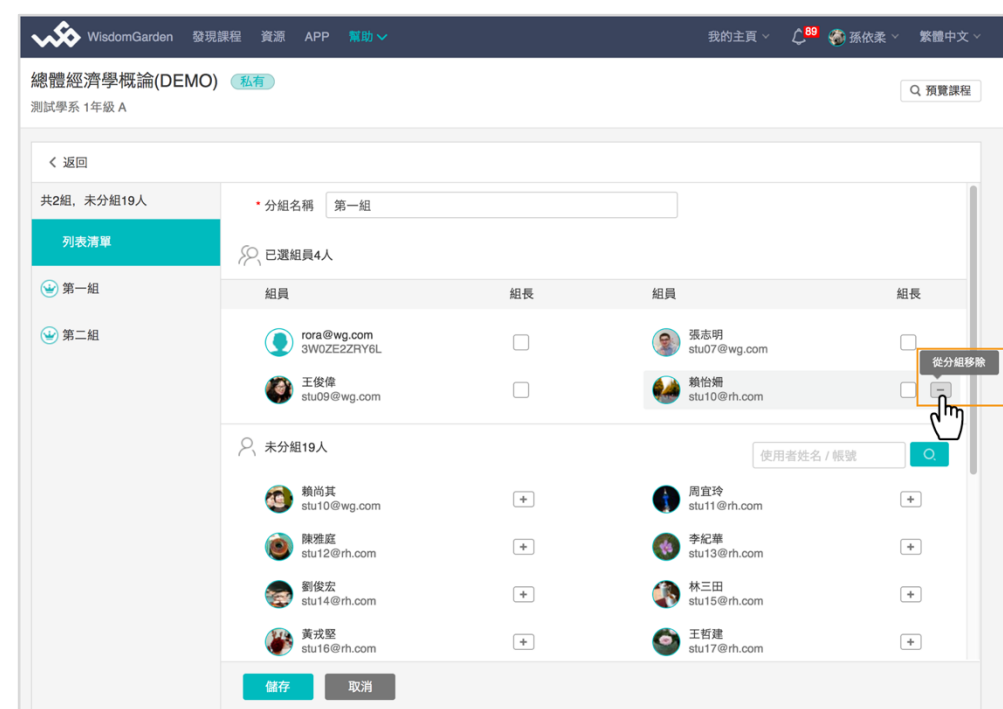 WisdomGarden 發現課程 資源 APP 幫助 我的主頁 89 孫依柔 繁體中文
總體經濟學概論(DEMO) 私有
測試學系 1年級 A
預覽課程
返回
共2組, 未分組19人
列表清單
第一組
第二組
* 分組名稱 第一組
已選組員4人
組員 組長 組員 組長
rora@wg.com 張志明
3W0ZE2ZRY6L stu07@wg.com
從分組移除
王俊偉 賴怡姍
stu09@wg.com stu10@rh.com
未分組19人 使用者姓名 / 帳號
賴尚其 周宜玲
stu10@wg.com stu11@rh.com
陳雅庭 李紀華
stu12@rh.com stu13@rh.com
劉俊宏 林三田
stu14@rh.com stu15@rh.com
黃戎堅 王哲建
stu16@rh.com stu17@rh.com
儲存 取消